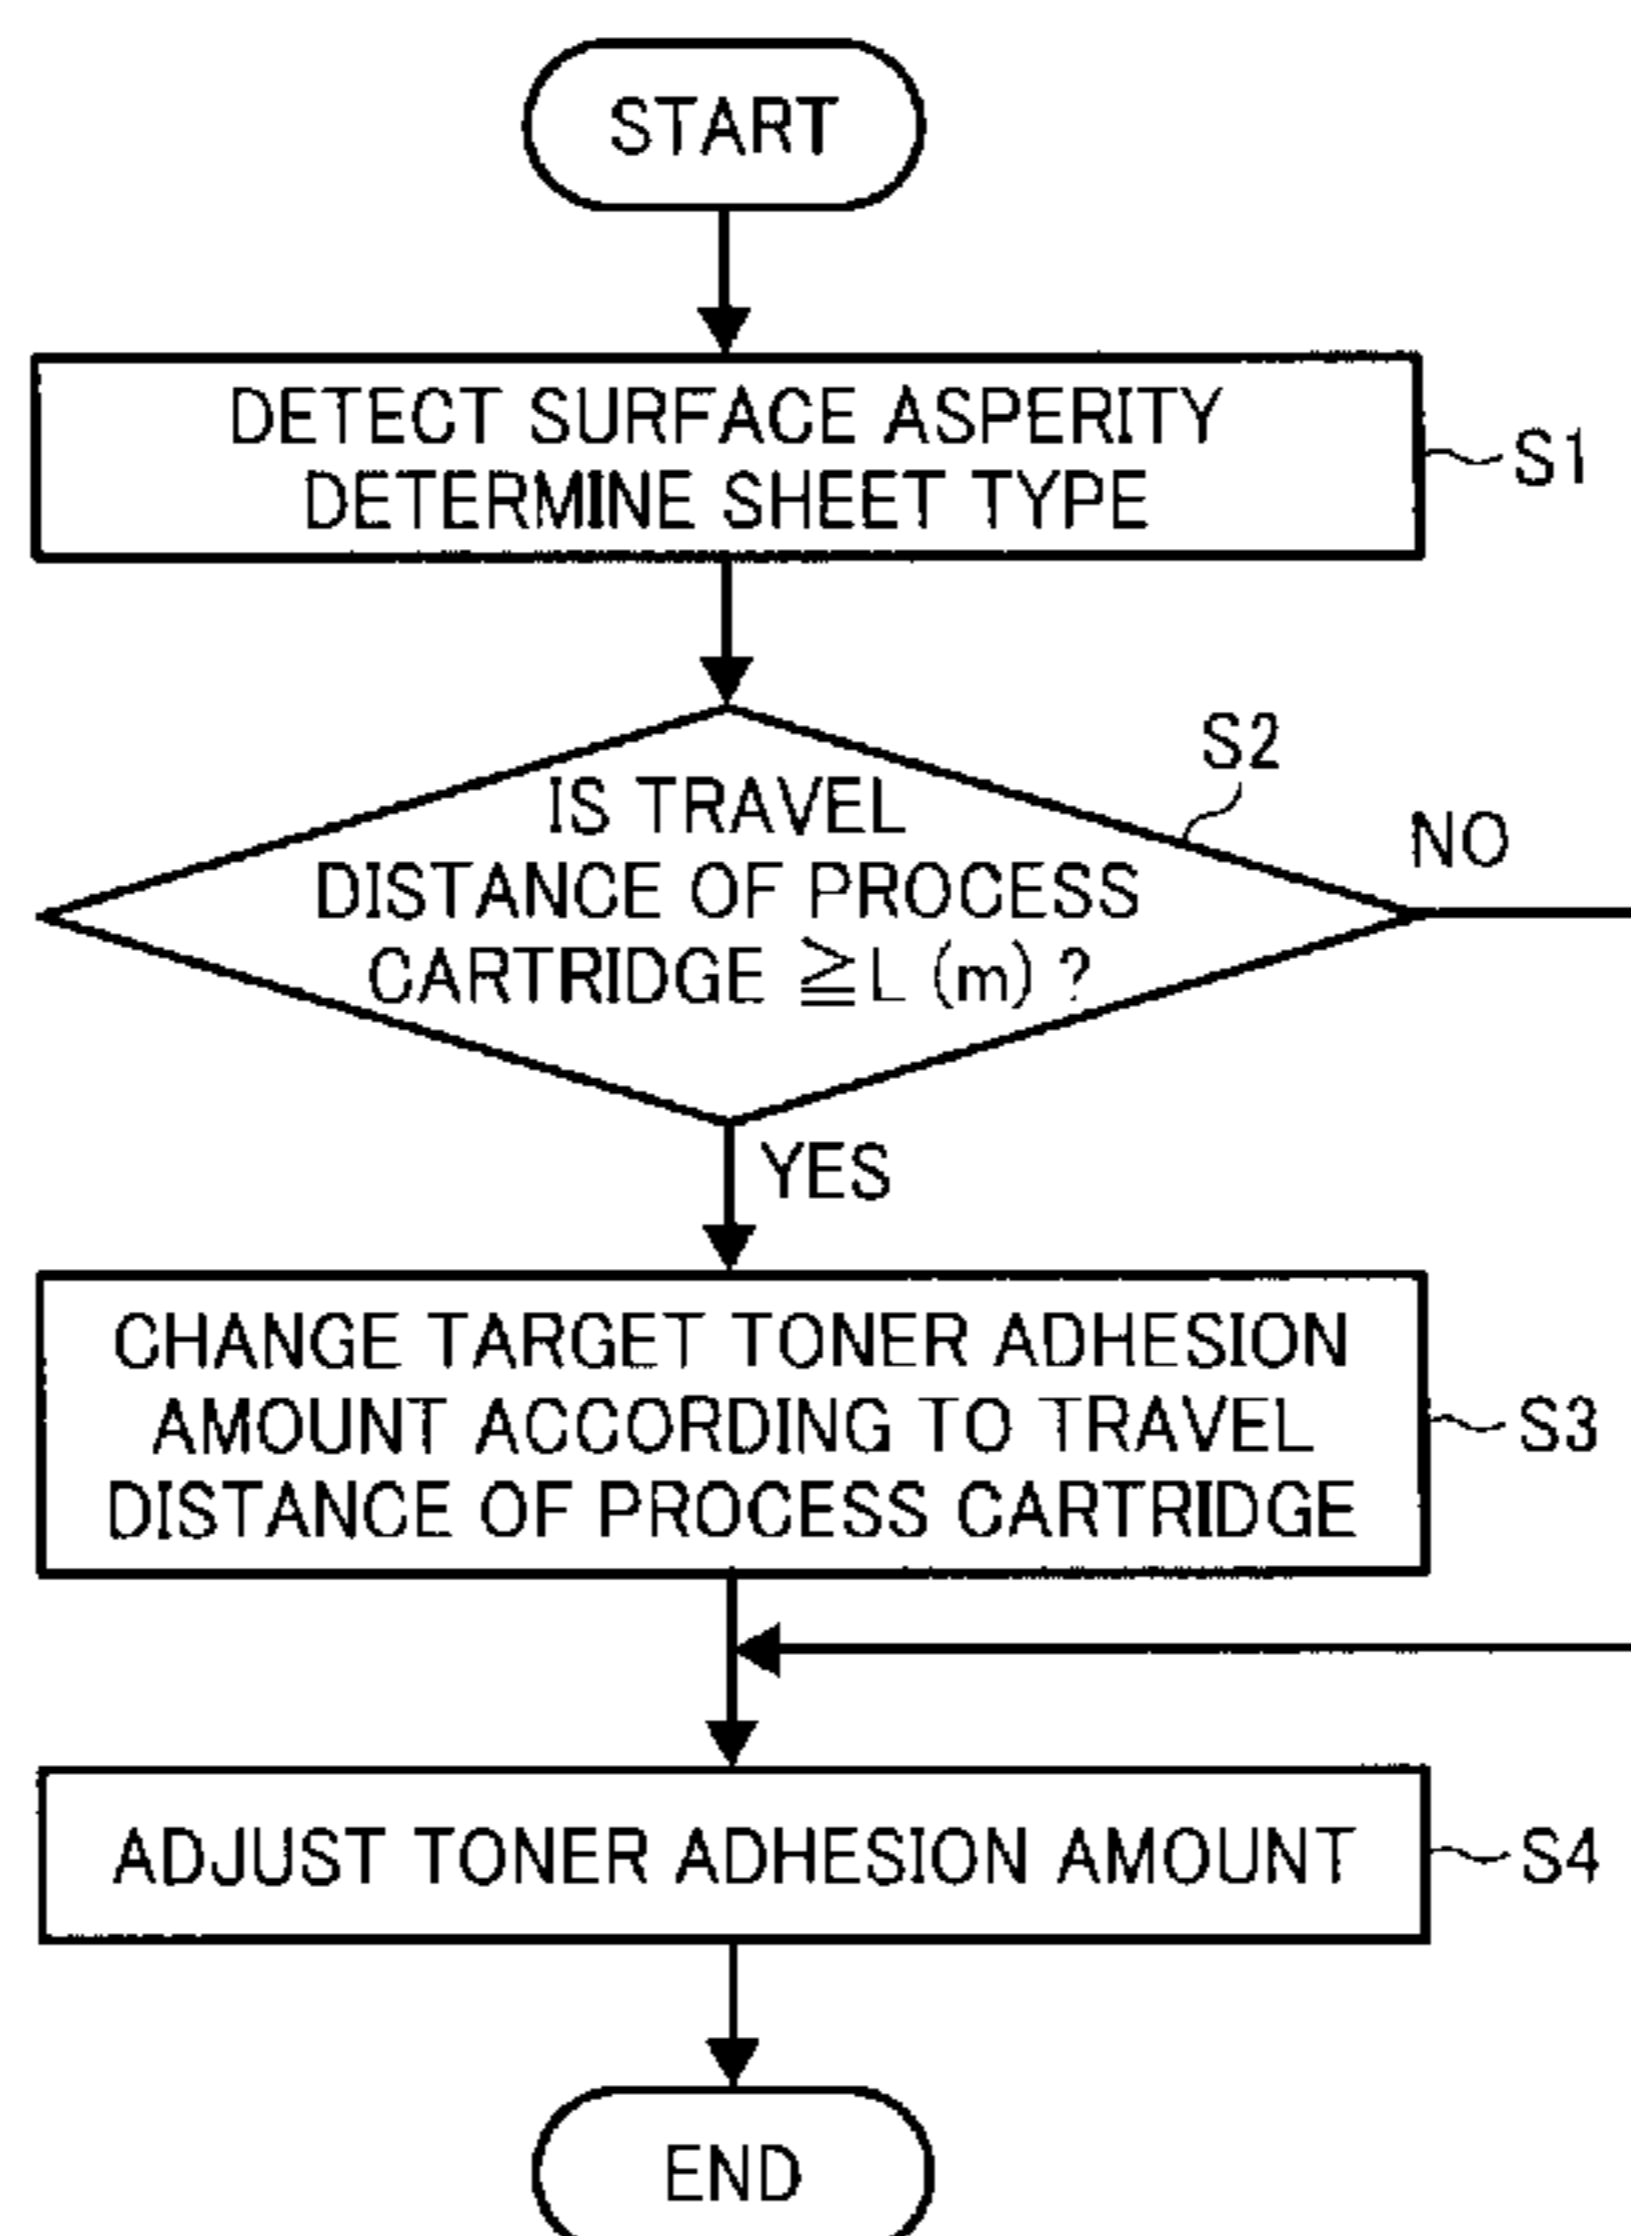 START
DETECT SURFACE ASPERITY
DETERMINE SHEET TYPE
S1
S2
IS TRAVEL
DISTANCE OF PROCESS
CARTRIDGE ≧L (m) ?
NO
YES
CHANGE TARGET TONER ADHESION
AMOUNT ACCORDING TO TRAVEL
DISTANCE OF PROCESS CARTRIDGE
S3
ADJUST TONER ADHESION AMOUNT
S4
END